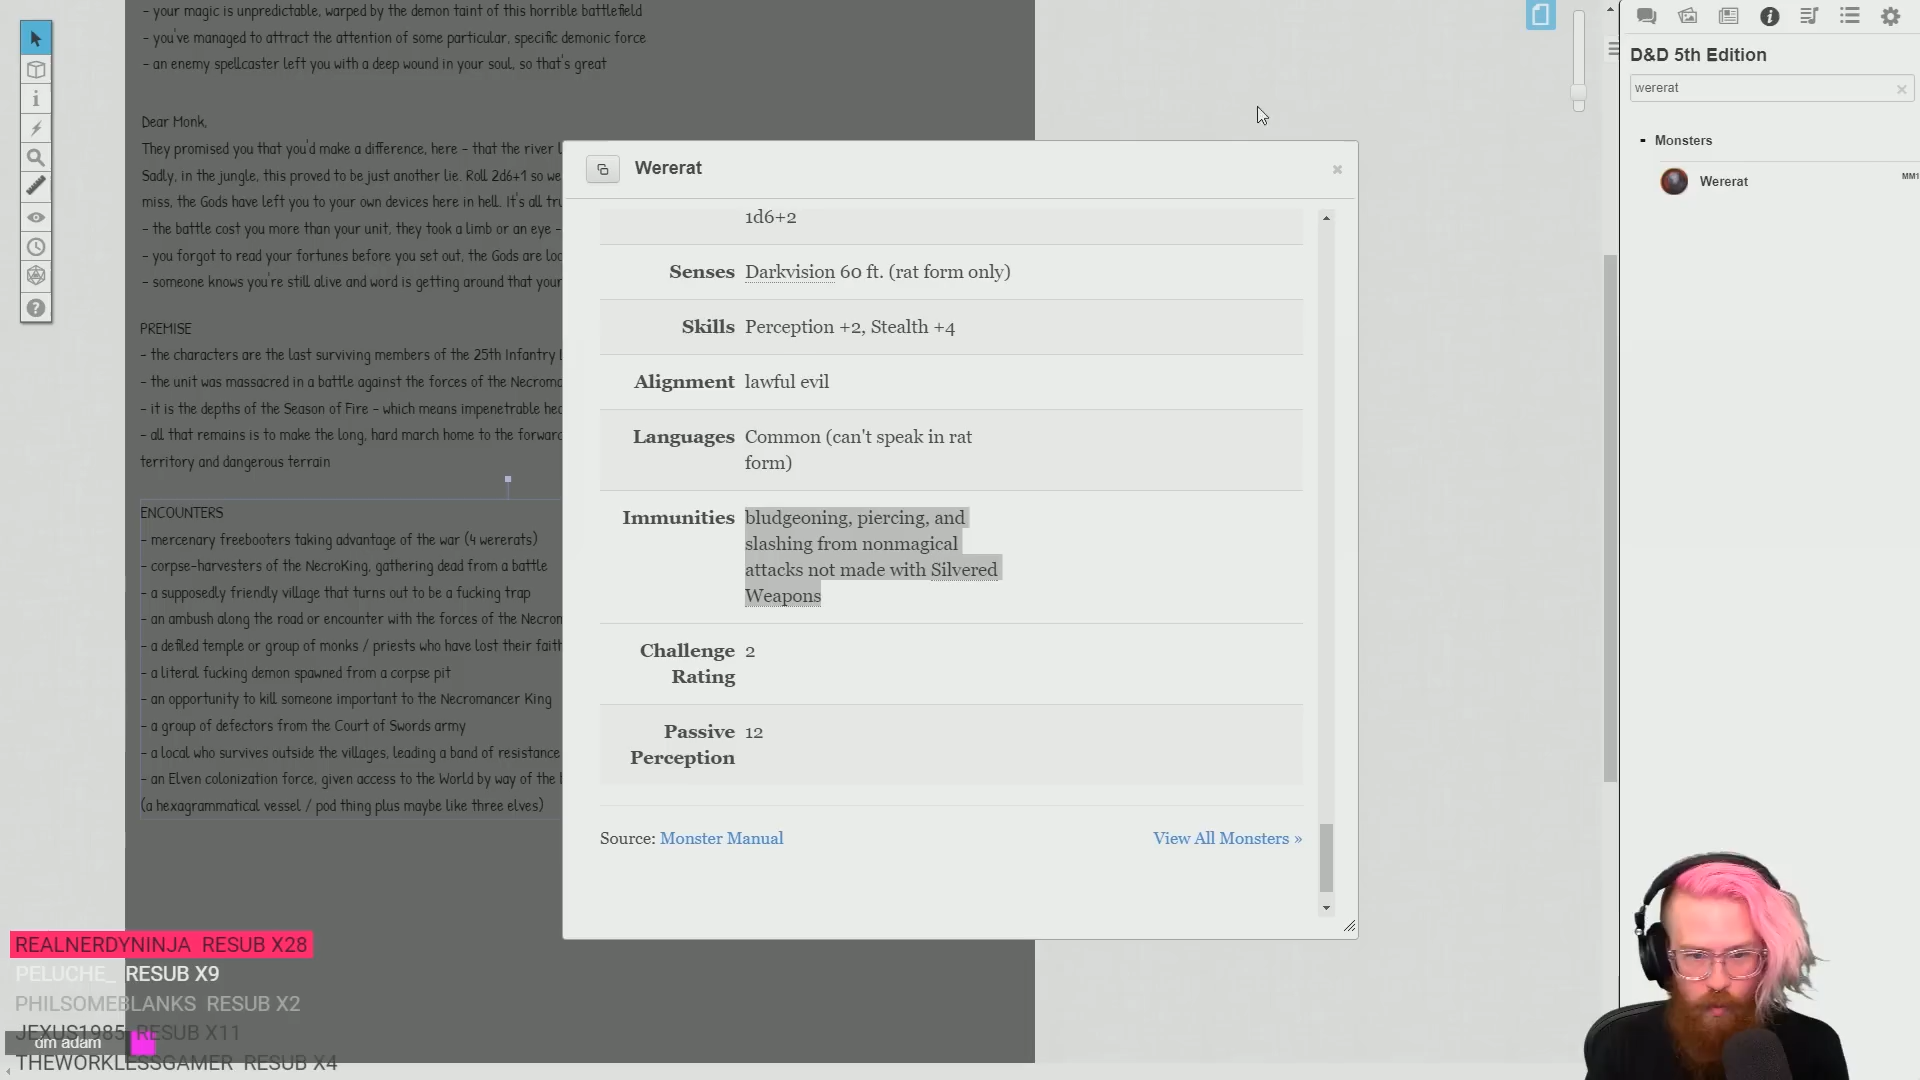 - your magic is unpredictable, warped by the demon taint of this horrible battlefield
- you've managed to attract the attention of some particular, specific demonic force
- an enemy spellcaster left you with a deep wound in your soul, so that's great
Dear Monk,
They promised you that you'd make a difference, here - that the river
Sadly, in the jungle, this proved to be just another lie. Roll 2d6+1 so we
miss, the Gods have left you to your own devices here in hell. It's all
- the battle cost you more than your unit, they took a limb or an eye -
- you forgot to read your fortunes before you set out, the Gods are
- someone knows you're still alive and word is getting around that your
PREMISE
- the characters are the last surviving members of the 25th Infantry
- the unit was massacred in a battle against the forces of the
- it is the depths of the Season of Fire - which means impenetrable
- all that remains is to make the long, hard march home to the
territory and dangerous terrain
ENCOUNTERS
- mercenary freebooters taking advantage of the war (4 wererats)
- corpse-harvesters of the NecroKing, gathering dead from a battle
- a supposedly friendly village that turns out to be a fucking trap
- an ambush along the road or encounter with the forces of the
- a defiled temple or group of monks / priests who have lost their
- a literal fucking demon spawned from a corpse pit
- an opportunity to kill someone important to the Necromancer King
- a group of defectors from the Court of Swords army
- a local who survives outside the villages, leading a band of resistance
- an Elven colonization force, given access to the World by way of the
(a hexagrammatical vessel / pod thing plus maybe like three elves)
Wererat
1d6+2
Senses Darkvision 60 ft. (rat form only)
Skills Perception +2, Stealth +4
Alignment lawful evil
Languages Common (can't speak in rat
form)
Immunities bludgeoning, piercing, and
slashing from nonmagical
attacks not made with Silvered
Weapons
Challenge 2
Rating
Passive 12
Perception
Source: Monster Manual
View All Monsters »
D&D 5th Edition
wererat
Monsters
Wererat
MM1
REALNERDYNINJA RESUB X28
PELUCHE_ RESUB X9
PHILSOMEBLANKS RESUB X2
JEXUS1985 RESUB X11
dm adam
THEWORKLESSGAMER RESUB X4